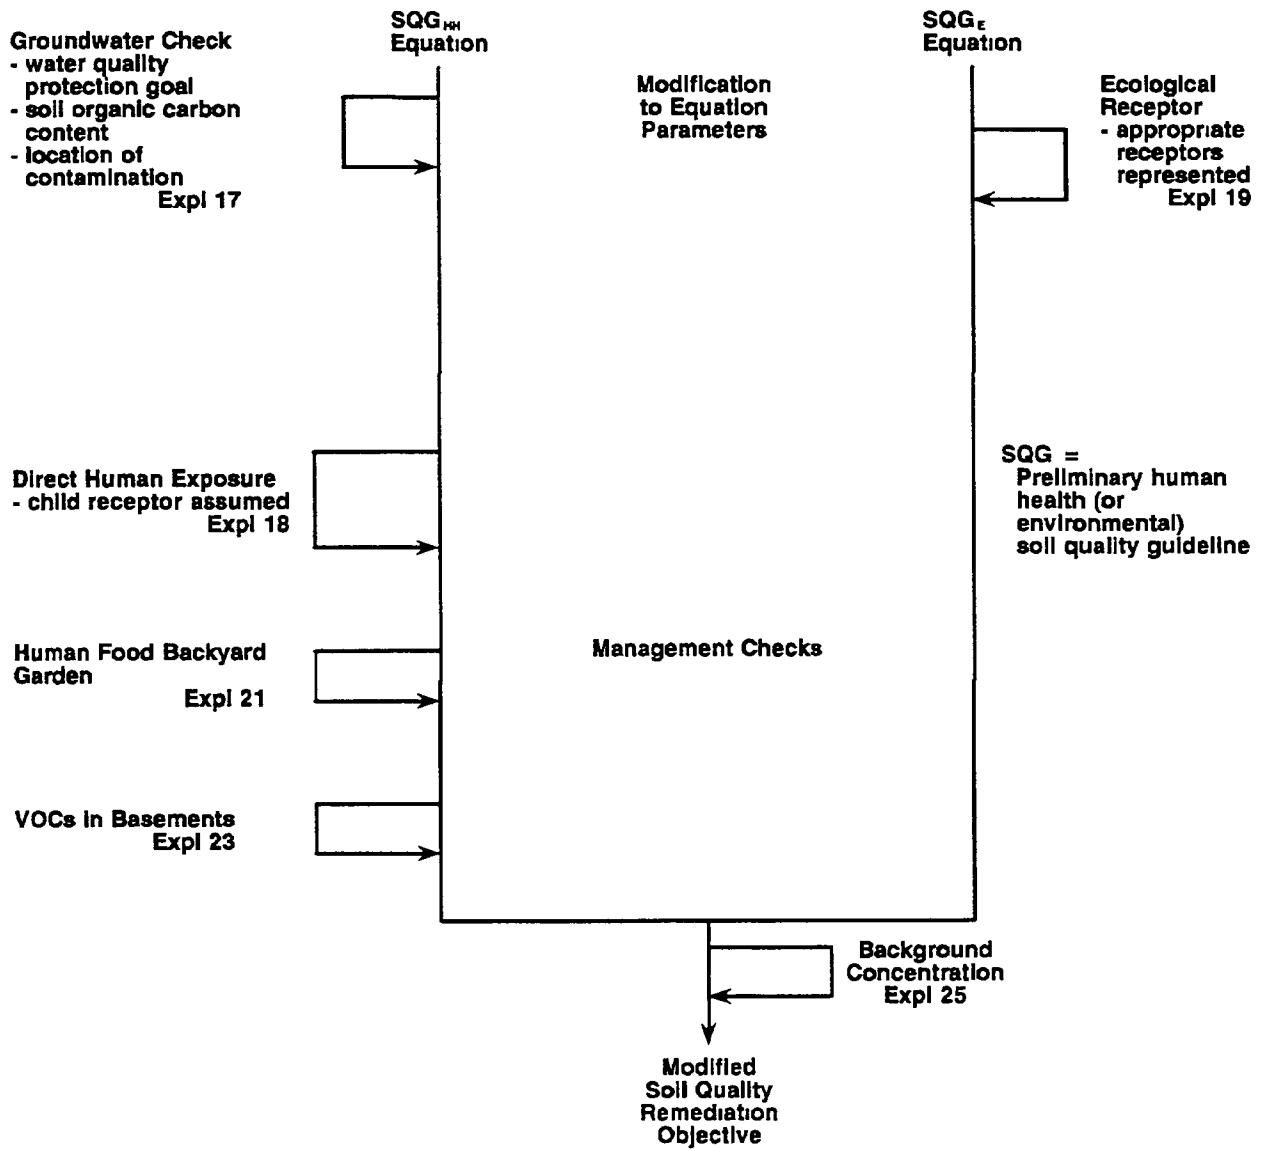 SQG HH
Equation
SQG E
Equation
Groundwater Check
- water quality
protection goal
- soil organic carbon
content
- location of
contamination
Expl 17
Modification
to Equation
Parameters
Ecological
Receptor
- appropriate
receptors
represented
Expl 19
Direct Human Exposure
- child receptor assumed
Expl 18
SQG =
Preliminary human
health (or
environmental)
soil quality guideline
Human Food Backyard
Garden
Expl 21
Management Checks
VOCs in Basements
Expl 23
Background
Concentration
Expl 25
Modified
Soil Quality
Remediation
Objective